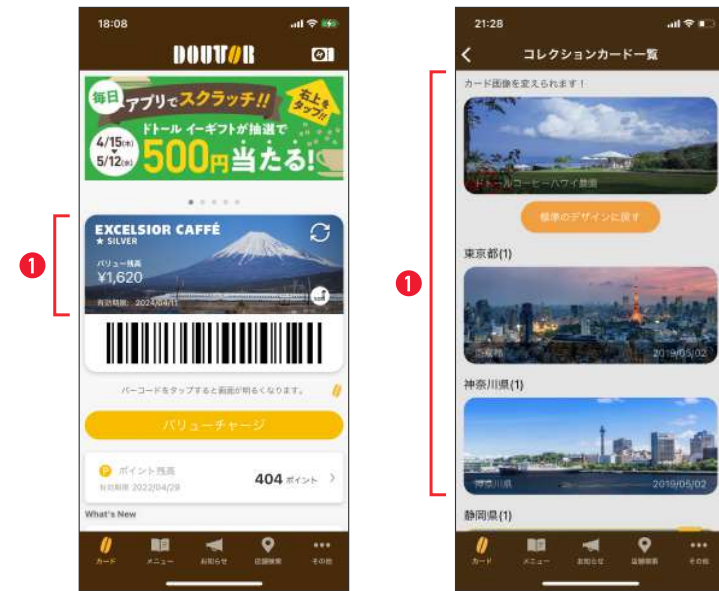 18:08
DOUTOR
毎日 アプリでスクラッチ!! 右上をタップ!!
4/15(木)
5/12(水)
ドトール イーギフトが抽選で
500円当たる!
1
EXCELSIOR CAFFÉ
★ SILVER
バリュー残高
¥1,620
有効期限: 2024/04/11
バーコードをタップすると画面が明るくなります。
バリューチャージ
P ポイント残高
404 ポイント
有効期限 2022/04/29
What's New
カード メニュー お知らせ 店舗検索 その他
21:28
コレクションカード一覧
カード画像を変えられます!
1
ドトールコーヒーハワイ農園
標準のデザインに戻す
東京都(1)
東京都 2019/05/02
神奈川県(1)
神奈川県 2019/05/02
静岡県(1)
カード メニュー お知らせ 店舗検索 その他